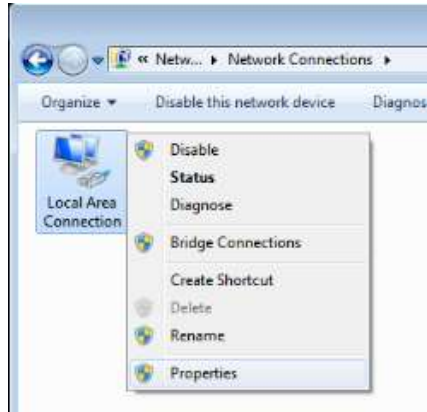 « Netw... ▸ Network Connections ▸
Organize ▾ Disable this network device Diagnos
Local Area
Connection
Disable
Status
Diagnose
Bridge Connections
Create Shortcut
Delete
Rename
Properties